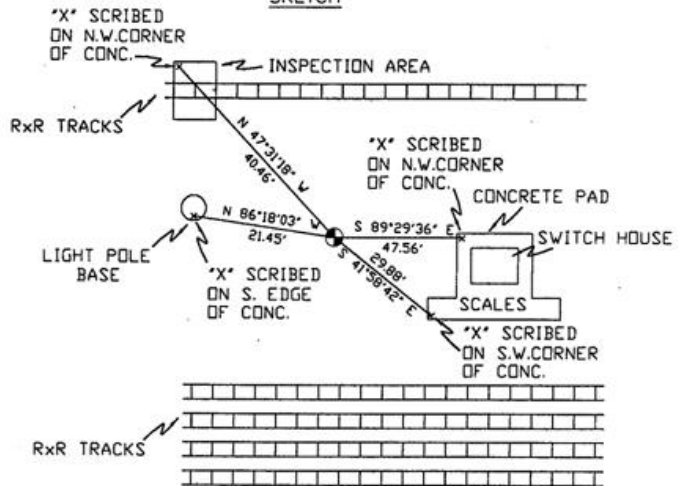 SKETCH
"X" SCRIBED
ON N.W.CORNER
OF CONC.
INSPECTION AREA
RxR TRACKS
N 47°31'18" W
40.46'
"X" SCRIBED
ON N.W.CORNER
OF CONC.
CONCRETE PAD
SWITCH HOUSE
N 86°18'03" W
21.45'
S 89°29'36" E
47.56'
LIGHT POLE
BASE
"X" SCRIBED
ON S. EDGE
OF CONC.
29.88'
S 41°58'42" E
SCALES
"X" SCRIBED
ON S.W.CORNER
OF CONC.
RxR TRACKS